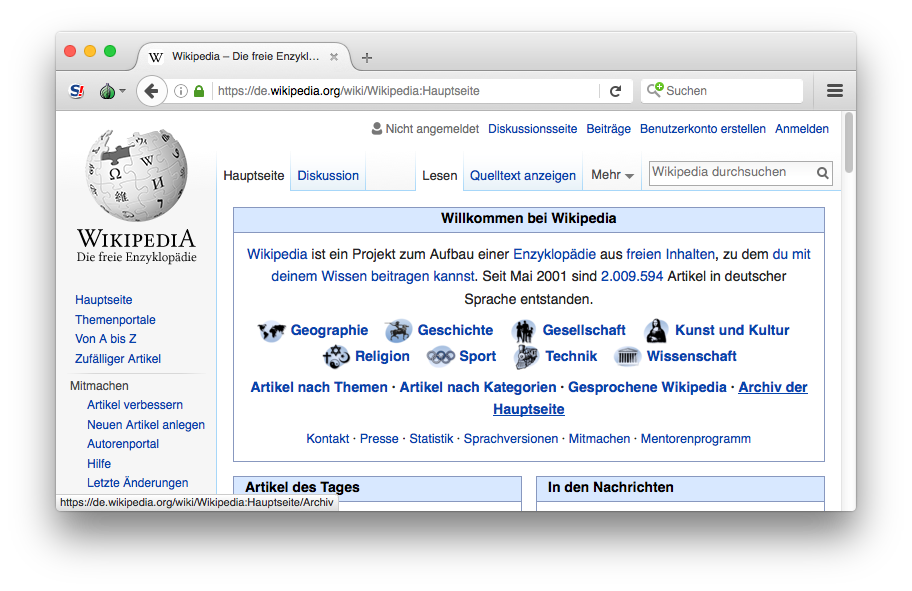 Wikipedia – Die freie Enzykl…
https://de.wikipedia.org/wiki/Wikipedia:Hauptseite
Suchen
Nicht angemeldet Diskussionsseite Beiträge Benutzerkonto erstellen Anmelden
Hauptseite Diskussion Lesen Quelltext anzeigen Mehr Wikipedia durchsuchen
WIKIPEDIA
Die freie Enzyklopädie
Hauptseite
Themenportale
Von A bis Z
Zufälliger Artikel
Mitmachen
Artikel verbessern
Neuen Artikel anlegen
Autorenportal
Hilfe
Letzte Änderungen
Willkommen bei Wikipedia
Wikipedia ist ein Projekt zum Aufbau einer Enzyklopädie aus freien Inhalten, zu dem du mit
deinem Wissen beitragen kannst. Seit Mai 2001 sind 2.009.594 Artikel in deutscher
Sprache entstanden.
Geographie Geschichte Gesellschaft Kunst und Kultur
Religion Sport Technik Wissenschaft
Artikel nach Themen · Artikel nach Kategorien · Gesprochene Wikipedia · Archiv der
Hauptseite
Kontakt · Presse · Statistik · Sprachversionen · Mitmachen · Mentorenprogramm
Artikel des Tages
In den Nachrichten
https://de.wikipedia.org/wiki/Wikipedia:Hauptseite/Archiv